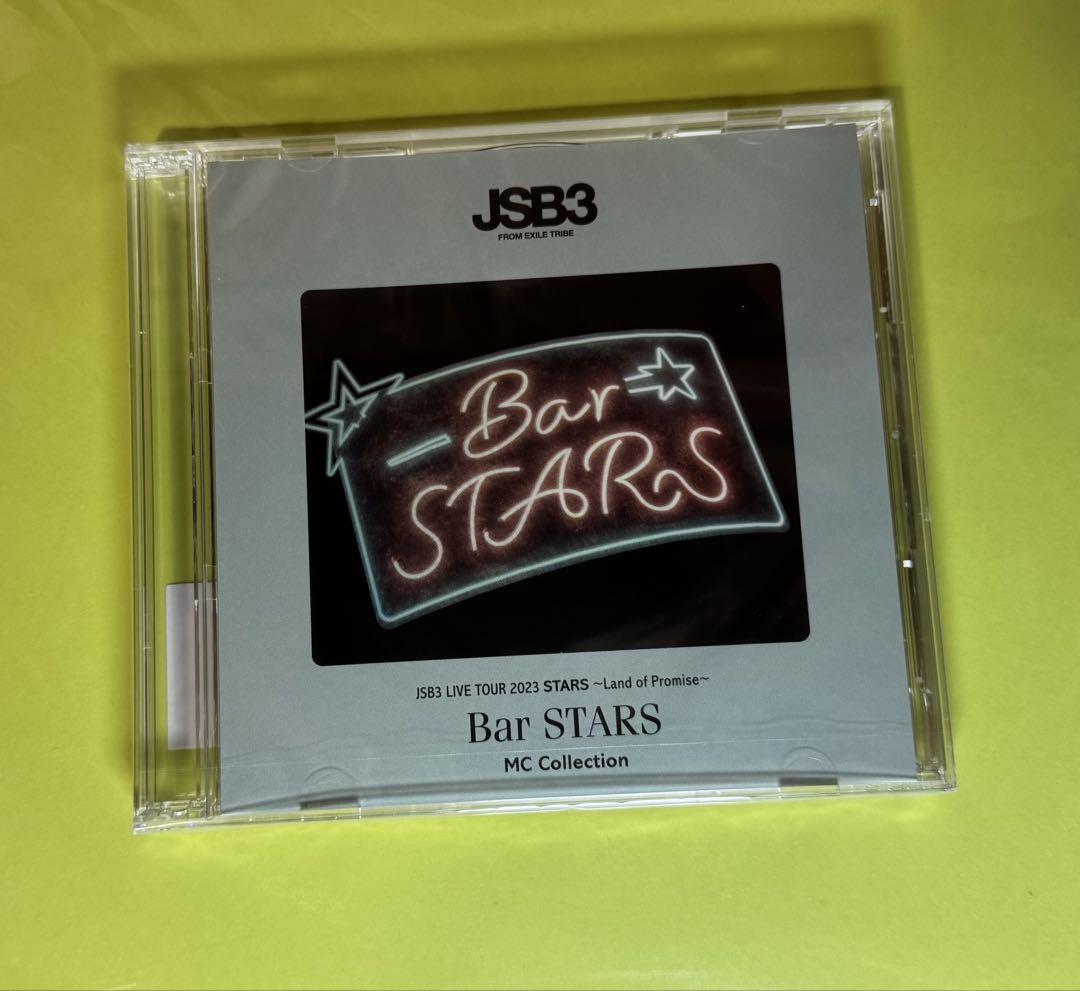 JSB3
FROM EXILE TRIBE
Bar
STARS
JSB3 LIVE TOUR 2023 STARS ~Land of Promise~
Bar STARS
MC Collection